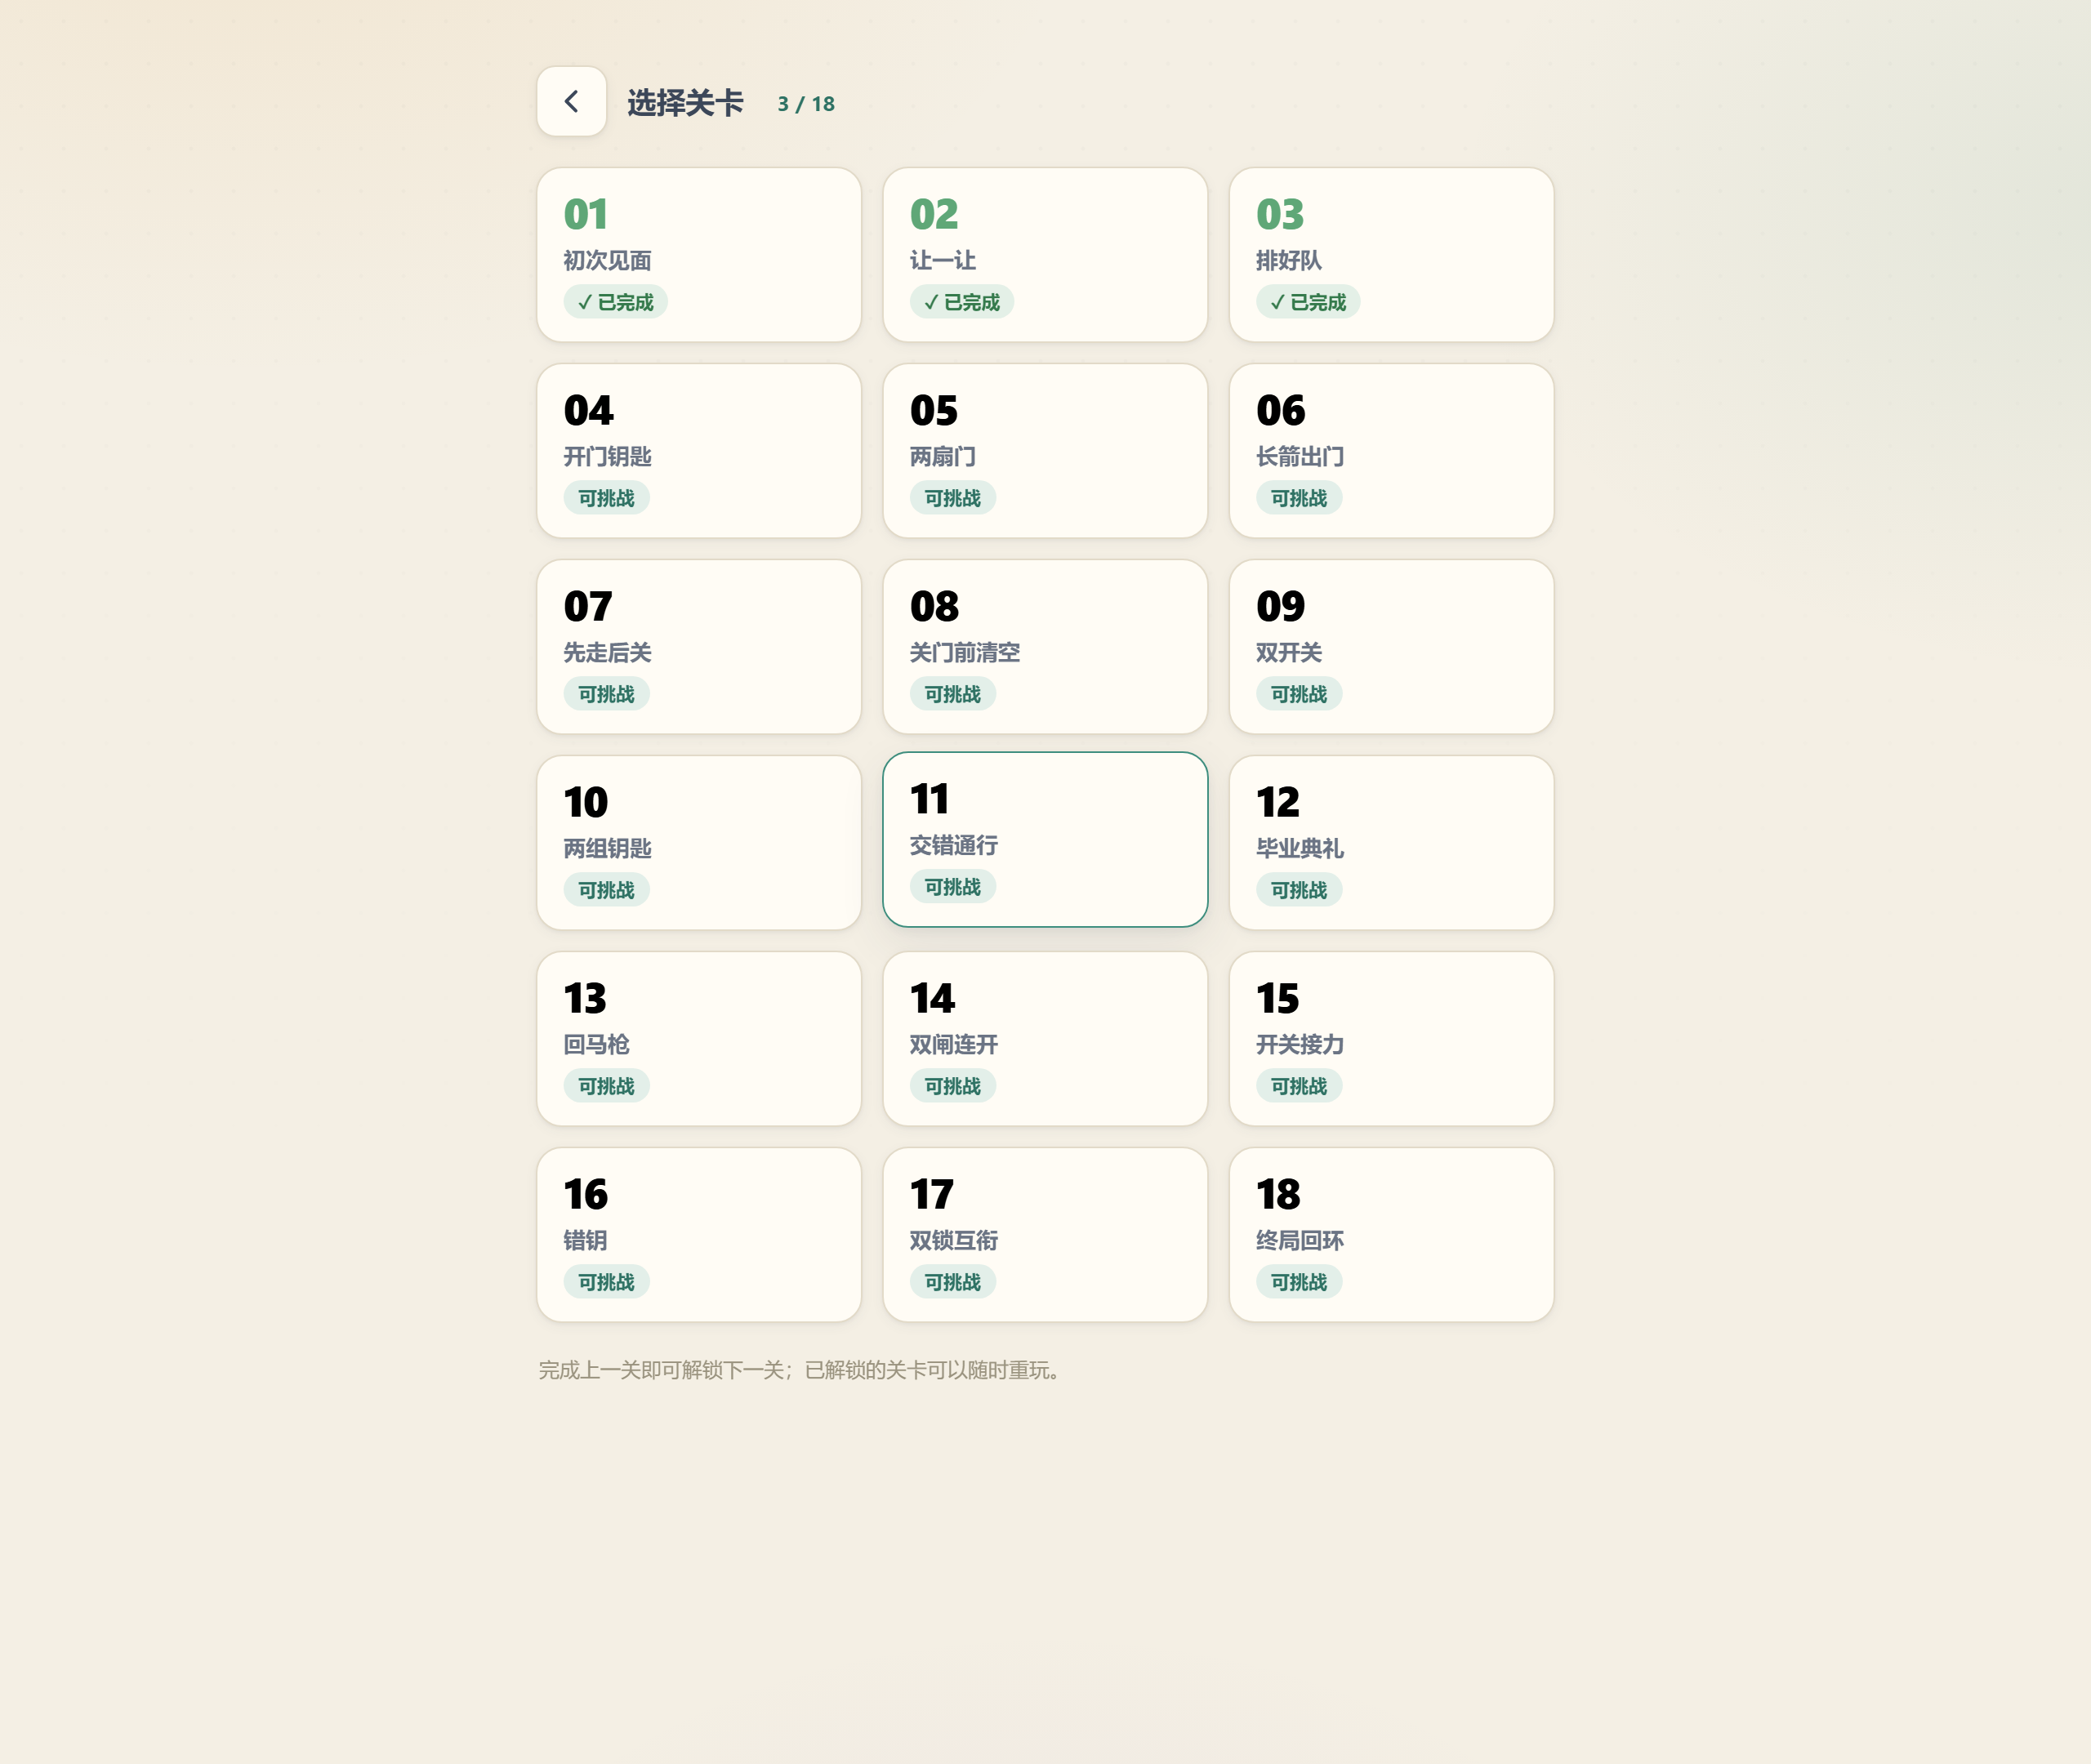 选择关卡 3 / 18
01 02 03
初次见面 让一让 排好队
✓ 已完成 ✓ 已完成 ✓ 已完成
04 05 06
开门钥匙 两扇门 长箭出门
可挑战 可挑战 可挑战
07 08 09
先走后关 关门前清空 双开关
可挑战 可挑战 可挑战
10 11 12
两组钥匙 交错通行 毕业典礼
可挑战 可挑战 可挑战
13 14 15
回马枪 双闸连开 开关接力
可挑战 可挑战 可挑战
16 17 18
错钥 双锁互衔 终局回环
可挑战 可挑战 可挑战
完成上一关即可解锁下一关；已解锁的关卡可以随时重玩。